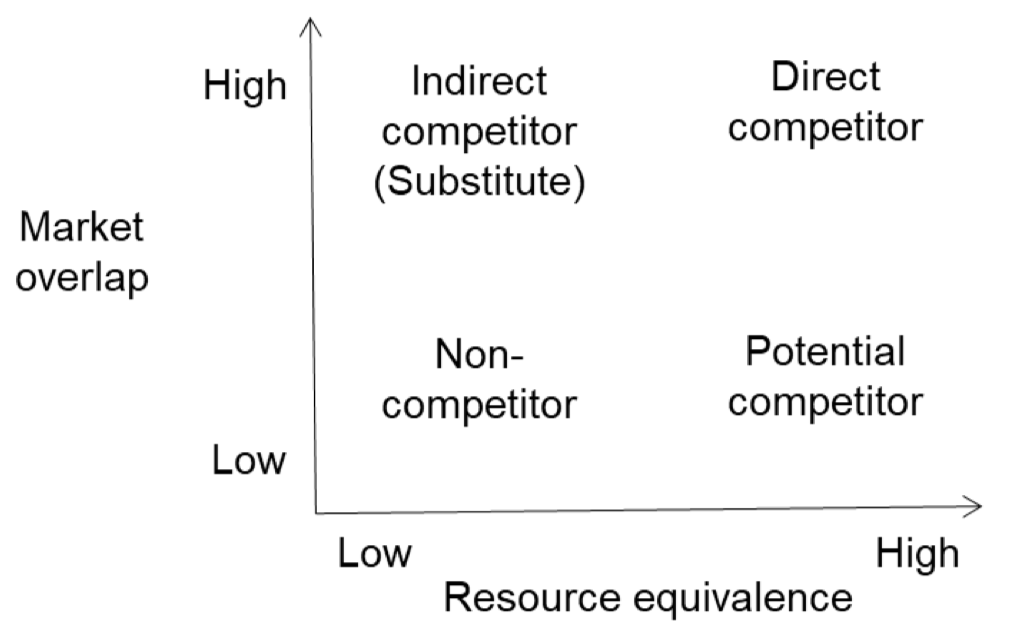 High
Indirect
competitor
(Substitute)
Direct
competitor
Market
overlap
Non-
competitor
Potential
competitor
Low
Low
High
Resource equivalence